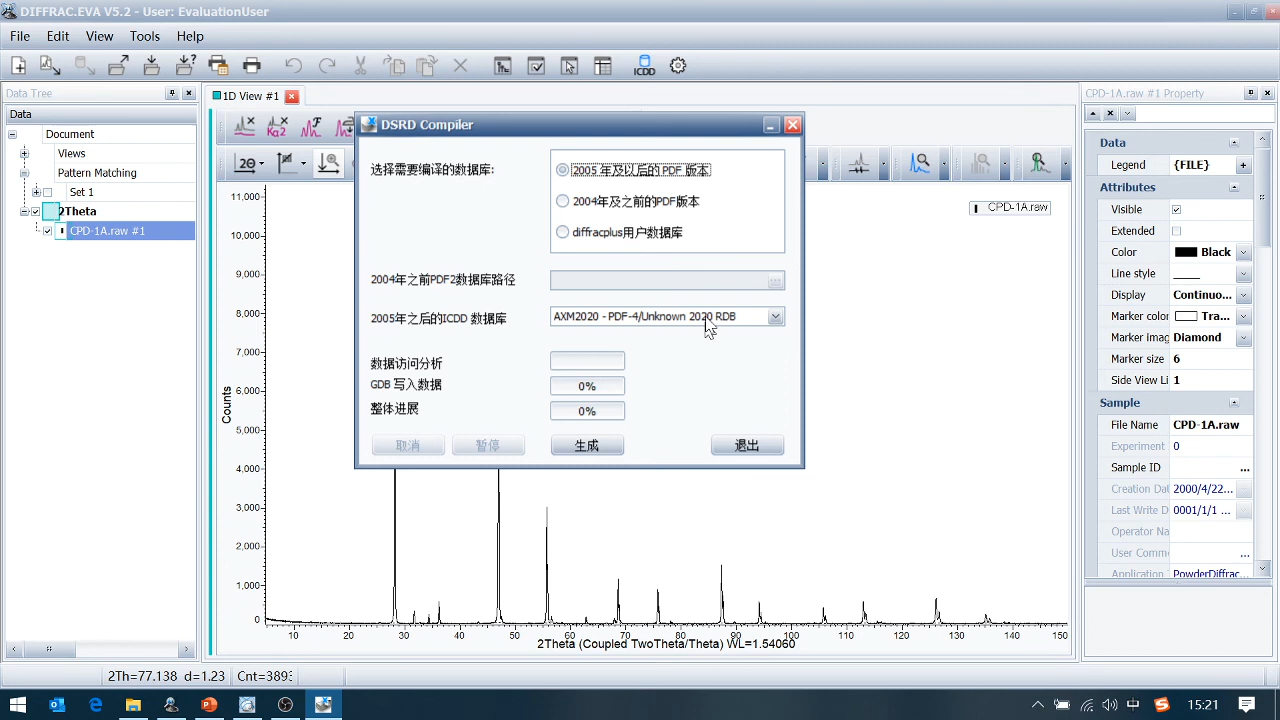 DIFFRAC.EVA V5.2 - User: EvaluationUser
File Edit View Tools Help
ICDD
Data Tree
1D View #1
CPD-1A.raw #1 Property
Data
Document
Views
Pattern Matching
Set 1
2Theta
CPD-1A.raw #1
Kα2
2θ
DSRD Compiler
选择需要编译的数据库:
2005 年及以后的 PDF 版本
2004年及之前的PDF版本
diffracplus用户数据库
2004年之前PDF2数据库路径
2005年之后的ICDD 数据库
AXM2020 - PDF-4/Unknown 2020 RDB
数据访问分析
GDB 写入数据
0%
整体进展
0%
取消
暂停
生成
退出
CPD-1A.raw
Counts
11,000
10,000
9,000
8,000
7,000
6,000
5,000
4,000
3,000
2,000
1,000
0
10 20 30 40 50 60 70 80 90 100 110 120 130 140 150
2Theta (Coupled TwoTheta/Theta) WL=1.54060
Data
Legend {FILE}
Attributes
Visible
Extended
Color Black
Line style
Display Continuo...
Marker color Tra...
Marker imag Diamond
Marker size 6
Side View Li 1
Sample
File Name CPD-1A.raw
Experiment 0
Sample ID ...
Creation Dat 2000/4/22...
Last Write D 0001/1/1 ...
Operator Na
User Comme ...
Application PowderDiffrac...
2Th=77.138 d=1.23 Cnt=3893
中
15:21